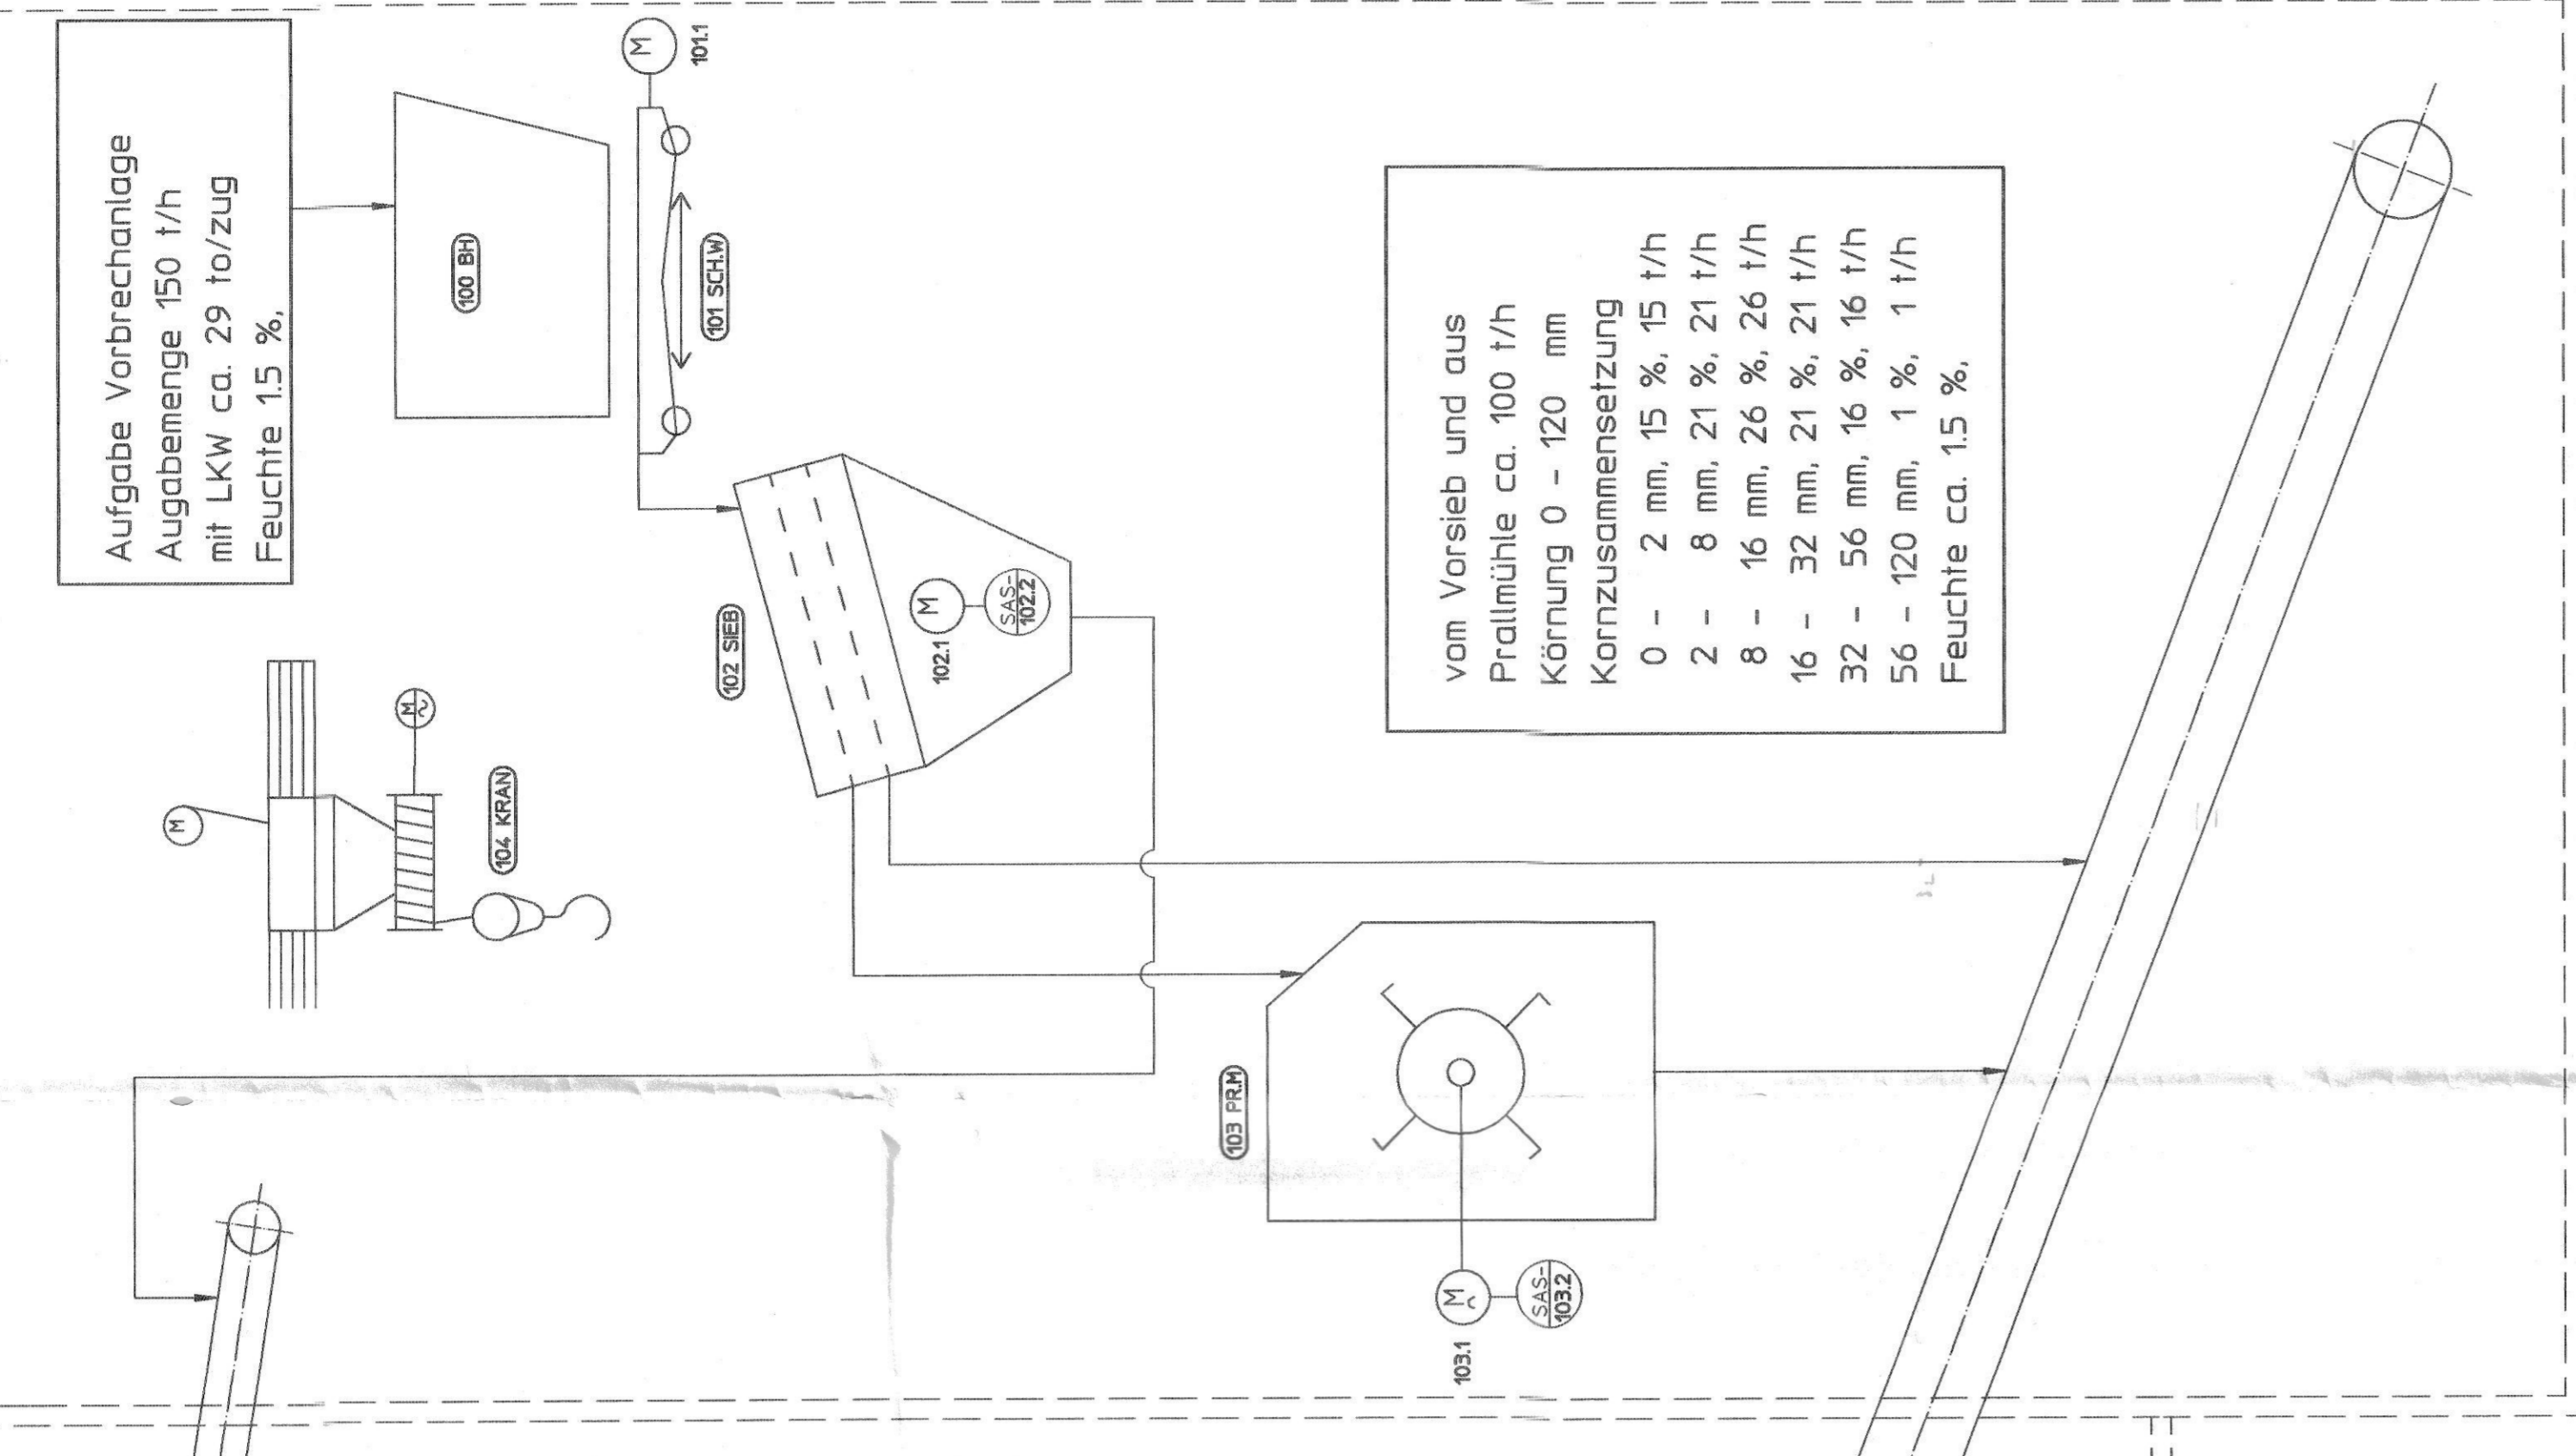 Aufgabe Vorbrechanlage
Augabemenge 150 t/h
mit LKW ca. 29 to/zug
Feuchte 1.5 %,
100 BH
M
101.1
101 SCH.W
102 SIEB
M
102.1
SAS-
102.2
M
M
104 KRAN
vom Vorsieb und aus
Prallmühle ca. 100 t/h
Körnung 0 - 120 mm
Kornzusammensetzung
0 - 2 mm, 15 %, 15 t/h
2 - 8 mm, 21 %, 21 t/h
8 - 16 mm, 26 %, 26 t/h
16 - 32 mm, 21 %, 21 t/h
32 - 56 mm, 16 %, 16 t/h
56 - 120 mm, 1 %, 1 t/h
Feuchte ca. 1.5 %,
103 PR.M
M
103.1
SAS-
103.2